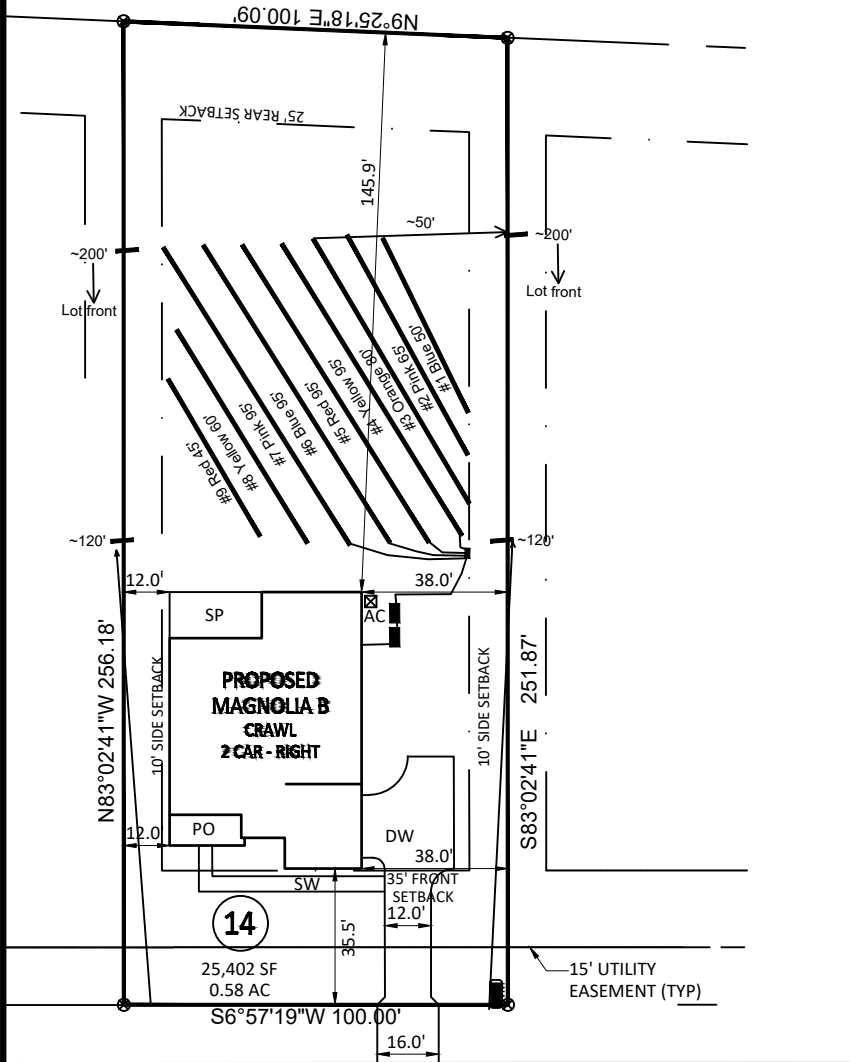 N9°25'18"E 100.09'
25' REAR SETBACK
145.9'
~50'
~200'
~200'
Lot front
Lot front
#1 Blue 50'
#2 Pink 65'
#3 Orange 80'
#4 Yellow 95'
#5 Red 95'
#6 Blue 95'
#7 Pink 95'
#8 Yellow 60'
#9 Red 45'
~120'
~120'
12.0'
38.0'
SP
AC
N83°02'41"W 256.18'
10' SIDE SETBACK
PROPOSED
MAGNOLIA B
CRAWL
2 CAR - RIGHT
10' SIDE SETBACK
S83°02'41"E 251.87'
12.0'
PO
DW
38.0'
SW
35' FRONT
SETBACK
14
12.0'
35.5'
25,402 SF
0.58 AC
15' UTILITY
EASEMENT (TYP)
S6°57'19"W 100.00'
16.0'